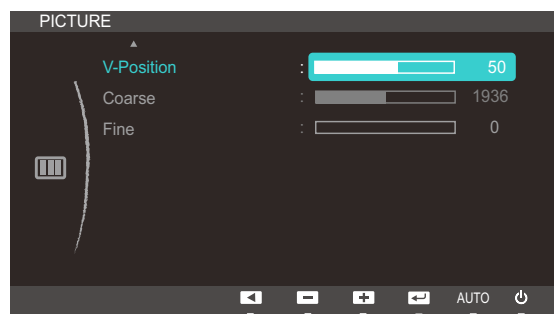 PICTURE
V-Position : 50
Coarse : 1936
Fine : 0
AUTO